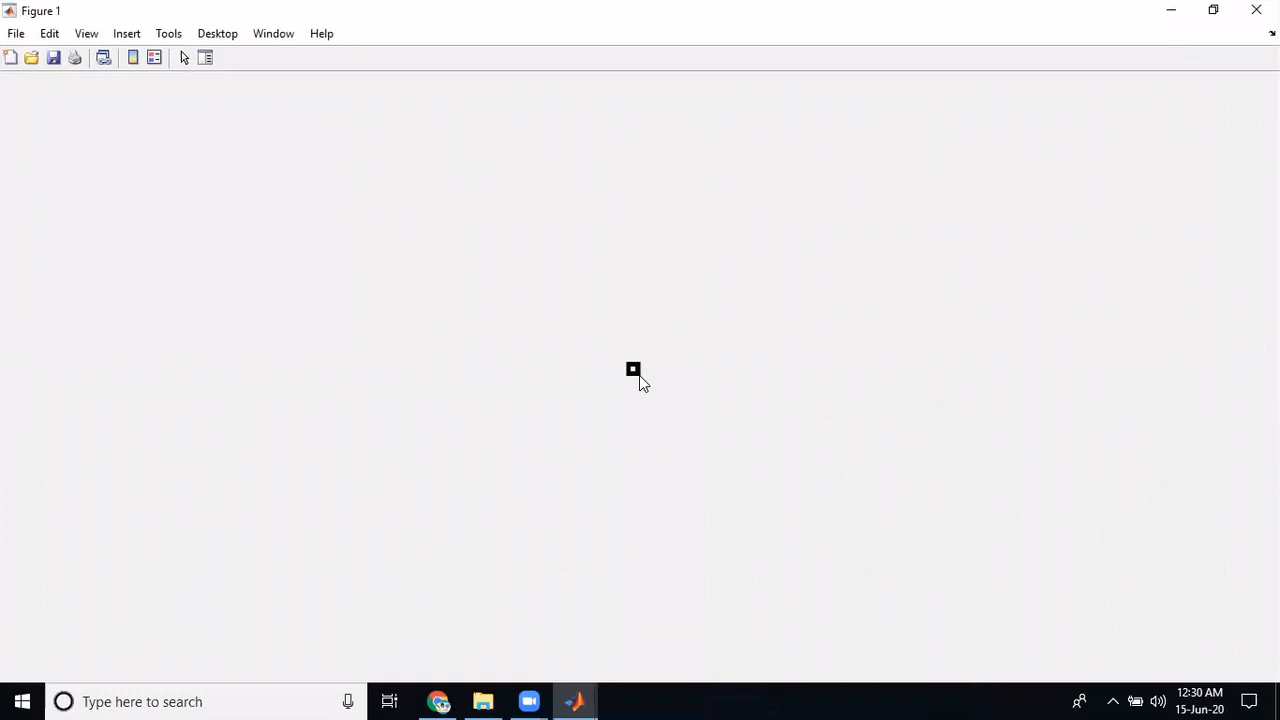 Figure 1
File Edit View Insert Tools Desktop Window Help
Type here to search
12:30 AM
15-Jun-20